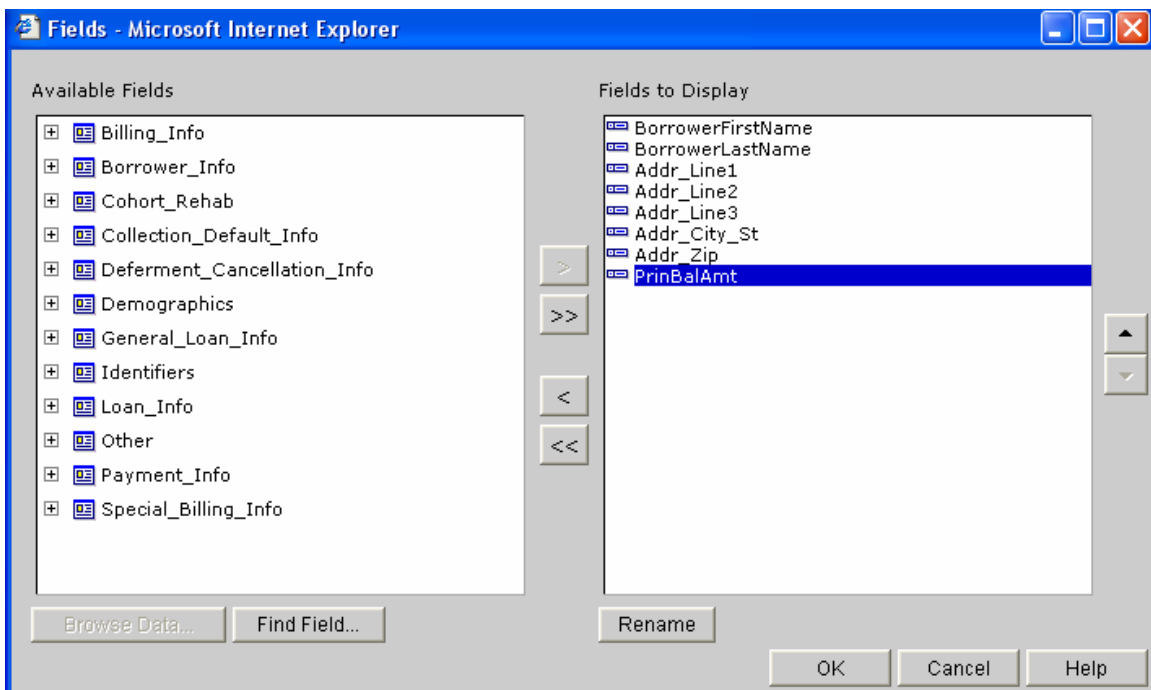 Fields - Microsoft Internet Explorer
Available Fields
Billing_Info
Borrower_Info
Cohort_Rehab
Collection_Default_Info
Deferment_Cancellation_Info
Demographics
General_Loan_Info
Identifiers
Loan_Info
Other
Payment_Info
Special_Billing_Info
Browse Data...
Find Field...
>
>>
<
<<
Fields to Display
BorrowerFirstName
BorrowerLastName
Addr_Line1
Addr_Line2
Addr_Line3
Addr_City_St
Addr_Zip
PrinBalAmt
Rename
OK
Cancel
Help